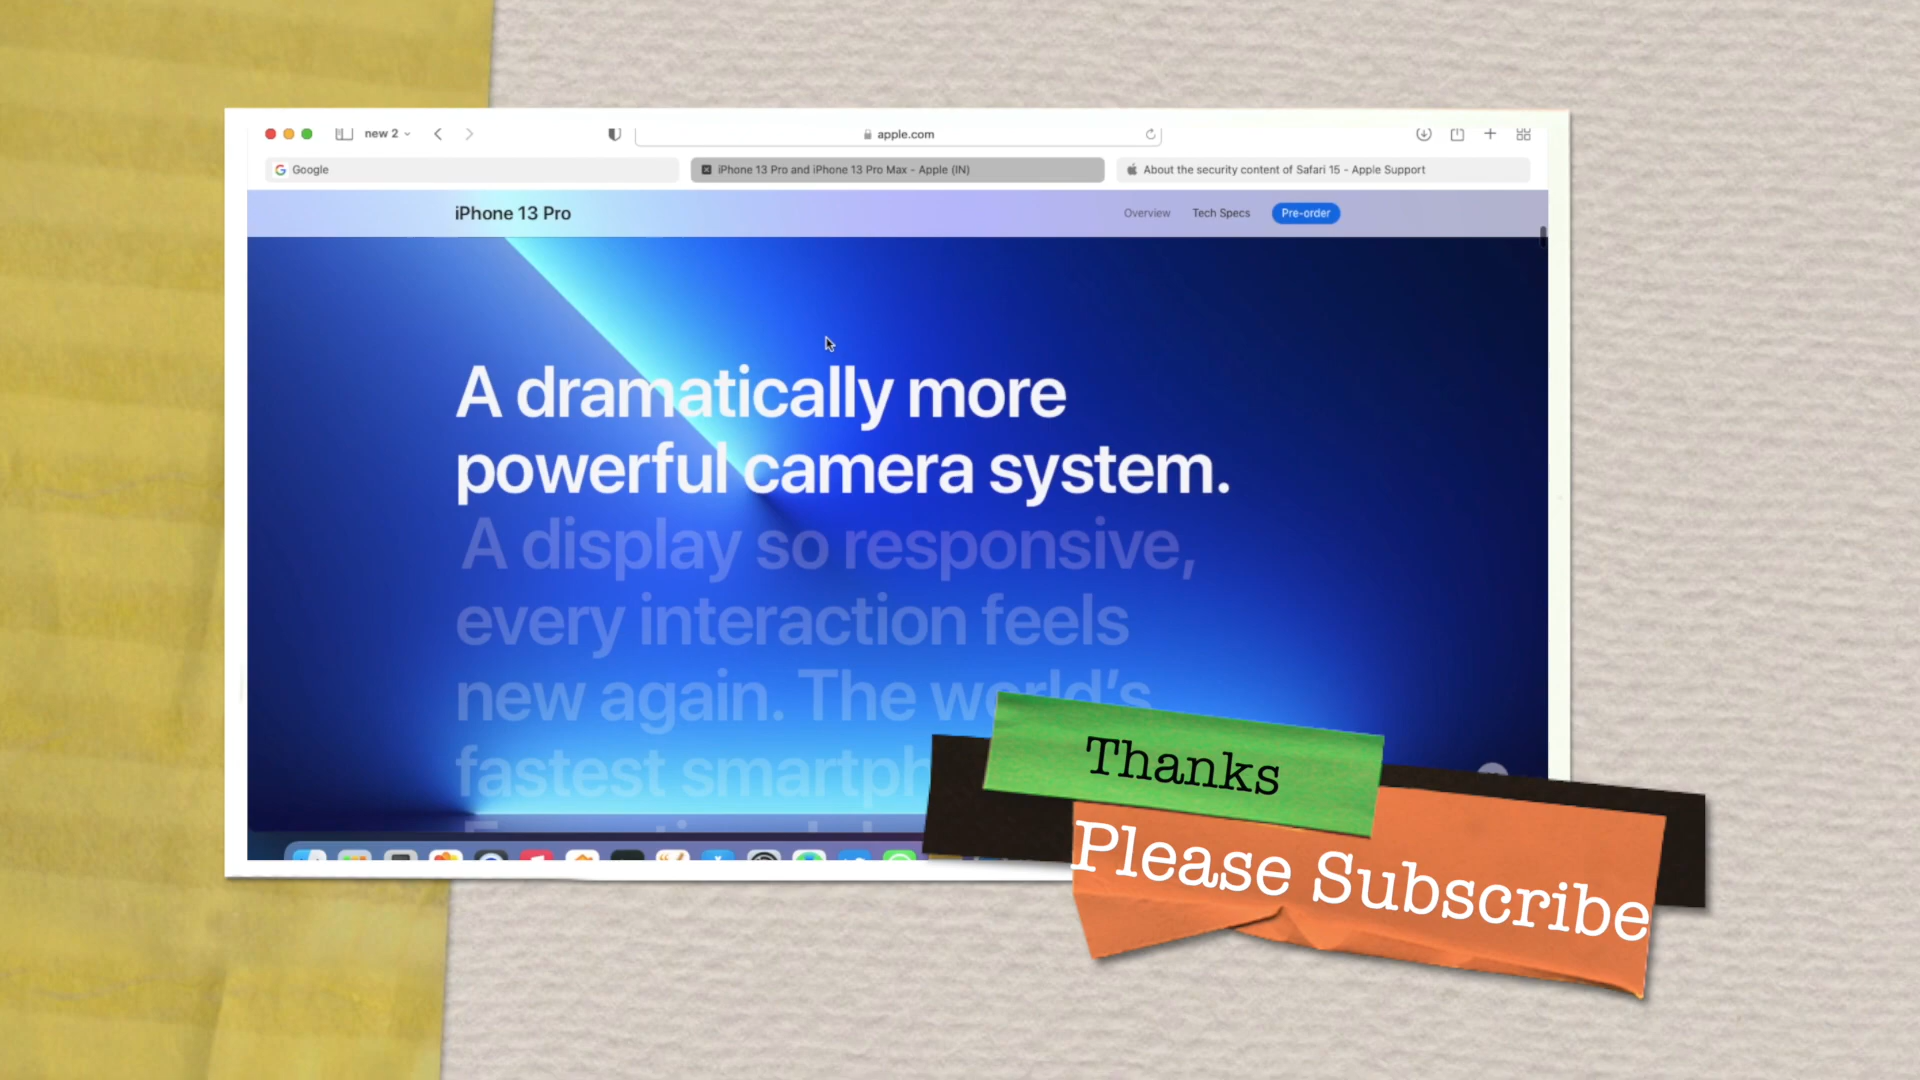 new 2
apple.com
Google
iPhone 13 Pro and iPhone 13 Pro Max - Apple (IN)
About the security content of Safari 15 - Apple Support
iPhone 13 Pro
Overview
Tech Specs
Pre-order
A dramatically more
powerful camera system.
A display so responsive,
every interaction feels
new again. The world's
fastest
Thanks
Please Subscribe